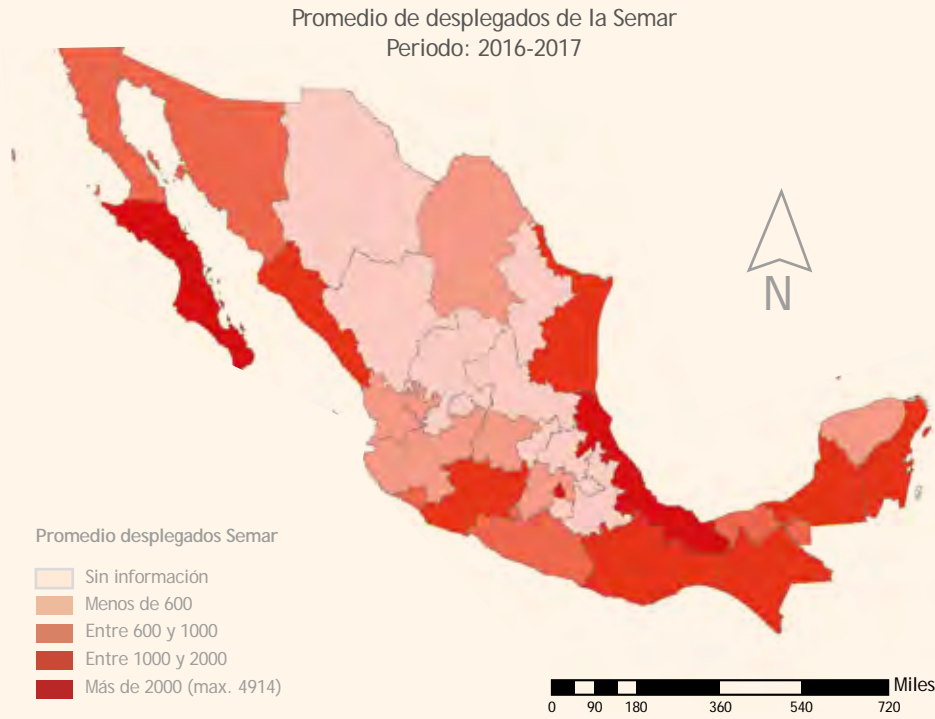 Promedio de desplegados de la Semar
Periodo: 2016-2017
N
Promedio desplegados Semar
Sin información
Menos de 600
Entre 600 y 1000
Entre 1000 y 2000
Más de 2000 (max. 4914)
Miles
0 90 180 360 540 720